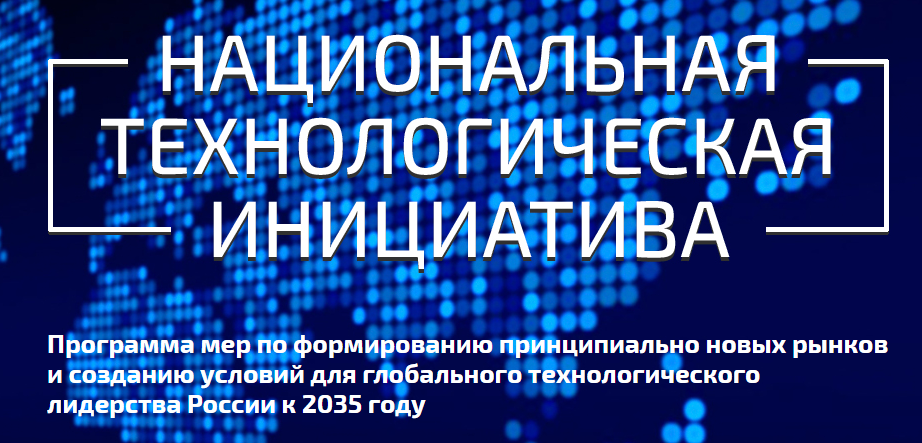 НАЦИОНАЛЬНАЯ
ТЕХНОЛОГИЧЕСКАЯ
ИНИЦИАТИВА
Программа мер по формированию принципиально новых рынков
и созданию условий для глобального технологического
лидерства России к 2035 году